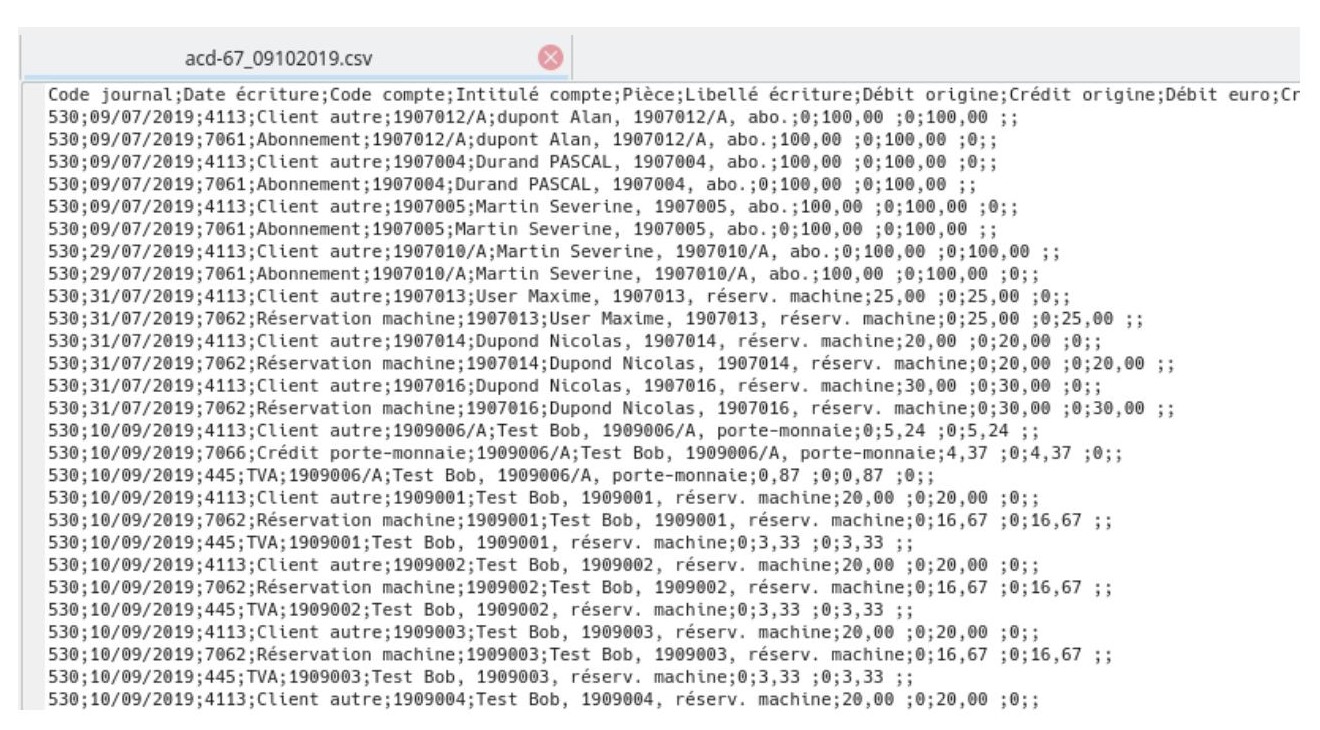 acd-67_09102019.csv
Code journal;Date écriture;Code compte;Intitulé compte;Pièce;Libellé écriture;Débit origine;Crédit origine;Débit euro;Cr
530;09/07/2019;4113;Client autre;1907012/A;dupont Alan, 1907012/A, abo.;0;100,00 ;0;100,00 ;;
530;09/07/2019;7061;Abonnement;1907012/A;dupont Alan, 1907012/A, abo.;100,00 ;0;100,00 ;0;;
530;09/07/2019;4113;Client autre;1907004;Durand PASCAL, 1907004, abo.;100,00 ;0;100,00 ;0;;
530;09/07/2019;7061;Abonnement;1907004;Durand PASCAL, 1907004, abo.;0;100,00 ;0;100,00 ;;
530;09/07/2019;4113;Client autre;1907005;Martin Severine, 1907005, abo.;100,00 ;0;100,00 ;0;;
530;09/07/2019;7061;Abonnement;1907005;Martin Severine, 1907005, abo.;0;100,00 ;0;100,00 ;;
530;29/07/2019;4113;Client autre;1907010/A;Martin Severine, 1907010/A, abo.;0;100,00 ;0;100,00 ;;
530;29/07/2019;7061;Abonnement;1907010/A;Martin Severine, 1907010/A, abo.;100,00 ;0;100,00 ;0;;
530;31/07/2019;4113;Client autre;1907013;User Maxime, 1907013, réserv. machine;25,00 ;0;25,00 ;0;;
530;31/07/2019;7062;Réservation machine;1907013;User Maxime, 1907013, réserv. machine;0;25,00 ;0;25,00 ;;
530;31/07/2019;4113;Client autre;1907014;Dupond Nicolas, 1907014, réserv. machine;20,00 ;0;20,00 ;0;;
530;31/07/2019;7062;Réservation machine;1907014;Dupond Nicolas, 1907014, réserv. machine;0;20,00 ;0;20,00 ;;
530;31/07/2019;4113;Client autre;1907016;Dupond Nicolas, 1907016, réserv. machine;30,00 ;0;30,00 ;0;;
530;31/07/2019;7062;Réservation machine;1907016;Dupond Nicolas, 1907016, réserv. machine;0;30,00 ;0;30,00 ;;
530;10/09/2019;4113;Client autre;1909006/A;Test Bob, 1909006/A, porte-monnaie;0;5,24 ;0;5,24 ;;
530;10/09/2019;7066;Crédit porte-monnaie;1909006/A;Test Bob, 1909006/A, porte-monnaie;4,37 ;0;4,37 ;0;;
530;10/09/2019;445;TVA;1909006/A;Test Bob, 1909006/A, porte-monnaie;0,87 ;0;0,87 ;0;;
530;10/09/2019;4113;Client autre;1909001;Test Bob, 1909001, réserv. machine;20,00 ;0;20,00 ;0;;
530;10/09/2019;7062;Réservation machine;1909001;Test Bob, 1909001, réserv. machine;0;16,67 ;0;16,67 ;;
530;10/09/2019;445;TVA;1909001;Test Bob, 1909001, réserv. machine;0;3,33 ;0;3,33 ;;
530;10/09/2019;4113;Client autre;1909002;Test Bob, 1909002, réserv. machine;20,00 ;0;20,00 ;0;;
530;10/09/2019;7062;Réservation machine;1909002;Test Bob, 1909002, réserv. machine;0;16,67 ;0;16,67 ;;
530;10/09/2019;445;TVA;1909002;Test Bob, 1909002, réserv. machine;0;3,33 ;0;3,33 ;;
530;10/09/2019;4113;Client autre;1909003;Test Bob, 1909003, réserv. machine;20,00 ;0;20,00 ;0;;
530;10/09/2019;7062;Réservation machine;1909003;Test Bob, 1909003, réserv. machine;0;16,67 ;0;16,67 ;;
530;10/09/2019;445;TVA;1909003;Test Bob, 1909003, réserv. machine;0;3,33 ;0;3,33 ;;
530;10/09/2019;4113;Client autre;1909004;Test Bob, 1909004, réserv. machine;20,00 ;0;20,00 ;0;;